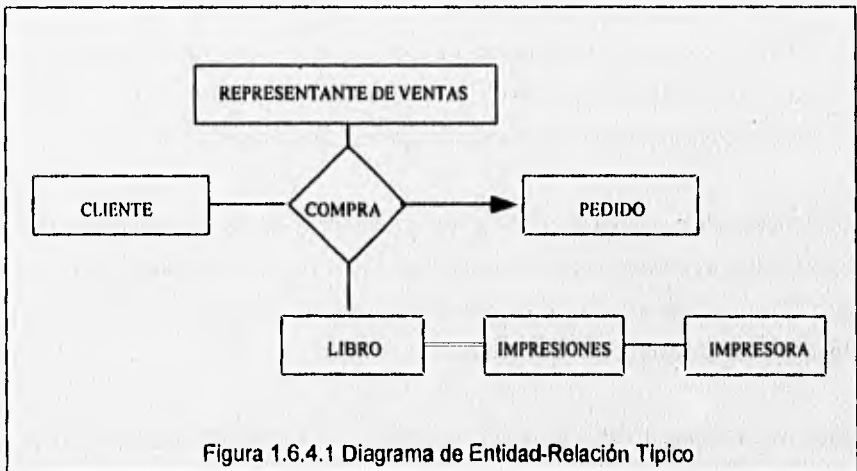 REPRESENTANTE DE VENTAS
CLIENTE
COMPRA
PEDIDO
LIBRO
IMPRESIONES
IMPRESORA
Figura 1.6.4.1 Diagrama de Entidad-Relación Típico